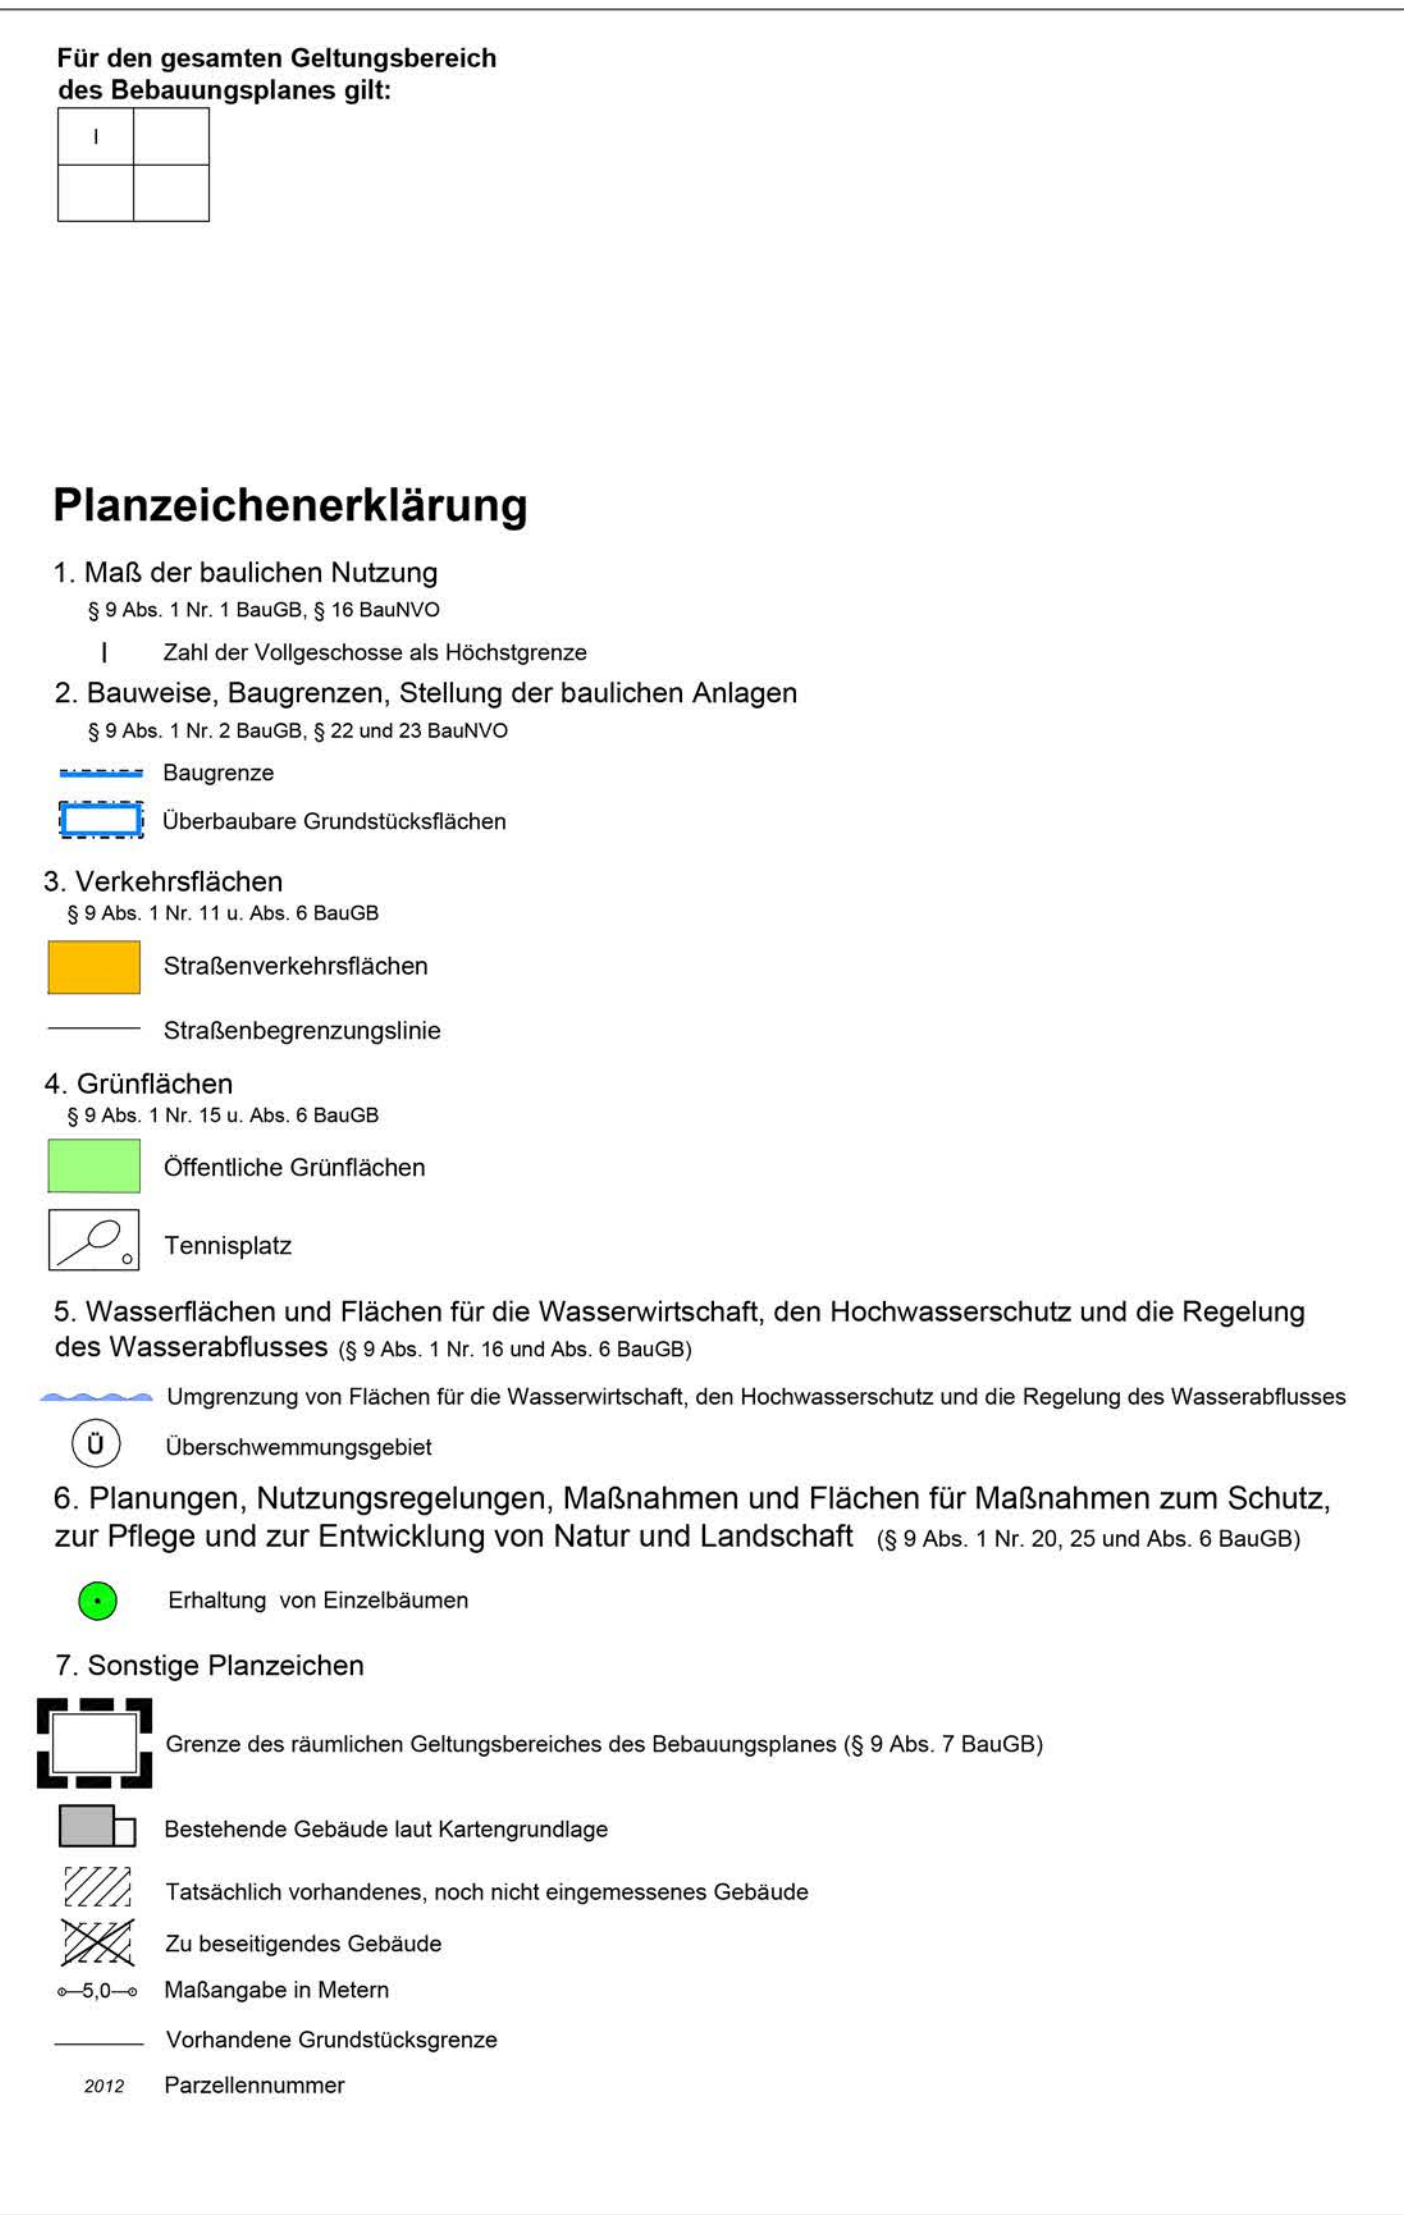 Für den gesamten Geltungsbereich
des Bebauungsplanes gilt:
I
Planzeichenerklärung
1. Maß der baulichen Nutzung
§ 9 Abs. 1 Nr. 1 BauGB, § 16 BauNVO
I Zahl der Vollgeschosse als Höchstgrenze
2. Bauweise, Baugrenzen, Stellung der baulichen Anlagen
§ 9 Abs. 1 Nr. 2 BauGB, § 22 und 23 BauNVO
Baugrenze
Überbaubare Grundstücksflächen
3. Verkehrsflächen
§ 9 Abs. 1 Nr. 11 u. Abs. 6 BauGB
Straßenverkehrsflächen
Straßenbegrenzungslinie
4. Grünflächen
§ 9 Abs. 1 Nr. 15 u. Abs. 6 BauGB
Öffentliche Grünflächen
Tennisplatz
5. Wasserflächen und Flächen für die Wasserwirtschaft, den Hochwasserschutz und die Regelung
des Wasserabflusses (§ 9 Abs. 1 Nr. 16 und Abs. 6 BauGB)
Umgrenzung von Flächen für die Wasserwirtschaft, den Hochwasserschutz und die Regelung des Wasserabflusses
Ü Überschwemmungsgebiet
6. Planungen, Nutzungsregelungen, Maßnahmen und Flächen für Maßnahmen zum Schutz,
zur Pflege und zur Entwicklung von Natur und Landschaft (§ 9 Abs. 1 Nr. 20, 25 und Abs. 6 BauGB)
Erhaltung von Einzelbäumen
7. Sonstige Planzeichen
Grenze des räumlichen Geltungsbereiches des Bebauungsplanes (§ 9 Abs. 7 BauGB)
Bestehende Gebäude laut Kartengrundlage
Tatsächlich vorhandenes, noch nicht eingemessenes Gebäude
Zu beseitigendes Gebäude
5,0 Maßangabe in Metern
Vorhandene Grundstücksgrenze
2012 Parzellennummer